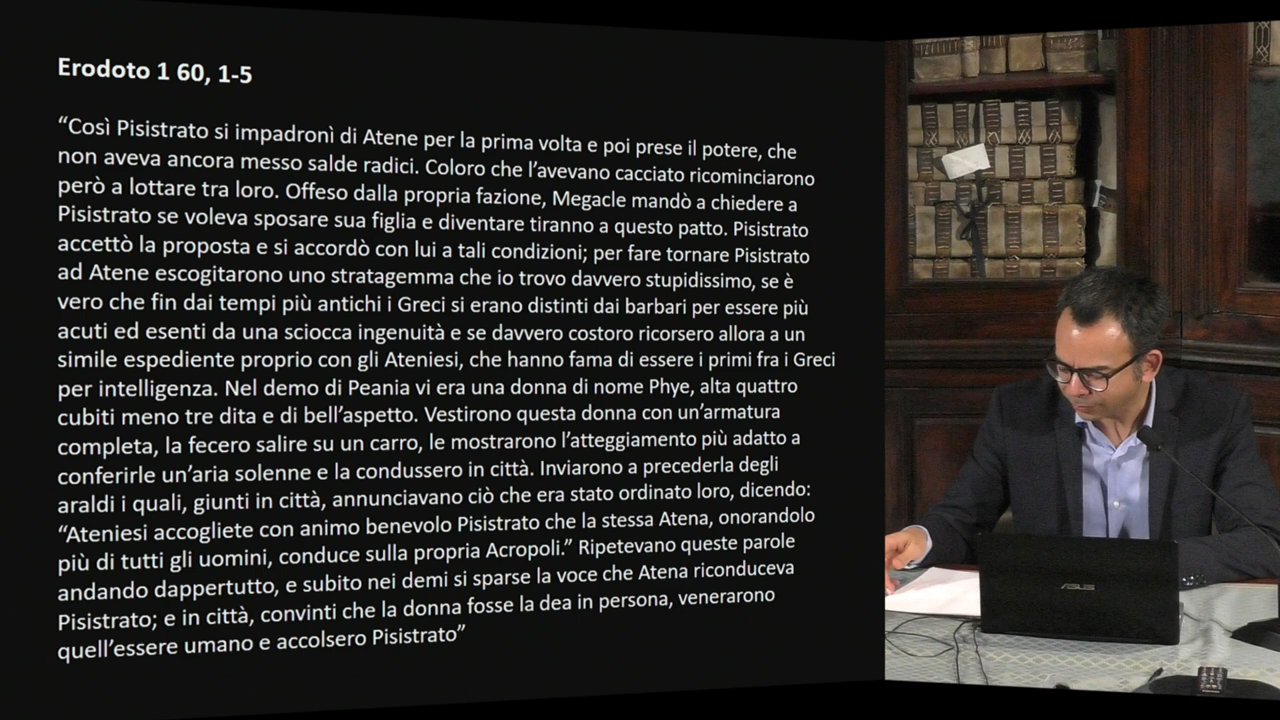 Erodoto 1 60, 1-5
“Così Pisistrato si impadronì di Atene per la prima volta e poi prese il potere, che
non aveva ancora messo salde radici. Coloro che l’avevano cacciato ricominciarono
però a lottare tra loro. Offeso dalla propria fazione, Megacle mandò a chiedere a
Pisistrato se voleva sposare sua figlia e diventare tiranno a questo patto. Pisistrato
accettò la proposta e si accordò con lui a tali condizioni; per fare tornare Pisistrato
ad Atene escogitarono uno stratagemma che io trovo davvero stupidissimo, se è
vero che fin dai tempi più antichi i Greci si erano distinti dai barbari per essere più
acuti ed esenti da una sciocca ingenuità e se davvero costoro ricorsero allora a un
simile espediente proprio con gli Ateniesi, che hanno fama di essere i primi fra i Greci
per intelligenza. Nel demo di Peania vi era una donna di nome Phye, alta quattro
cubiti meno tre dita e di bell’aspetto. Vestirono questa donna con un’armatura
completa, la fecero salire su un carro, le mostrarono l’atteggiamento più adatto a
conferirle un’aria solenne e la condussero in città. Inviarono a precederla degli
araldi i quali, giunti in città, annunciavano ciò che era stato ordinato loro, dicendo:
“Ateniesi accogliete con animo benevolo Pisistrato che la stessa Atena, onorandolo
più di tutti gli uomini, conduce sulla propria Acropoli.” Ripetevano queste parole
andando dappertutto, e subito nei demi si sparse la voce che Atena riconduceva
Pisistrato; e in città, convinti che la donna fosse la dea in persona, venerarono
quell’essere umano e accolsero Pisistrato”
ASUS